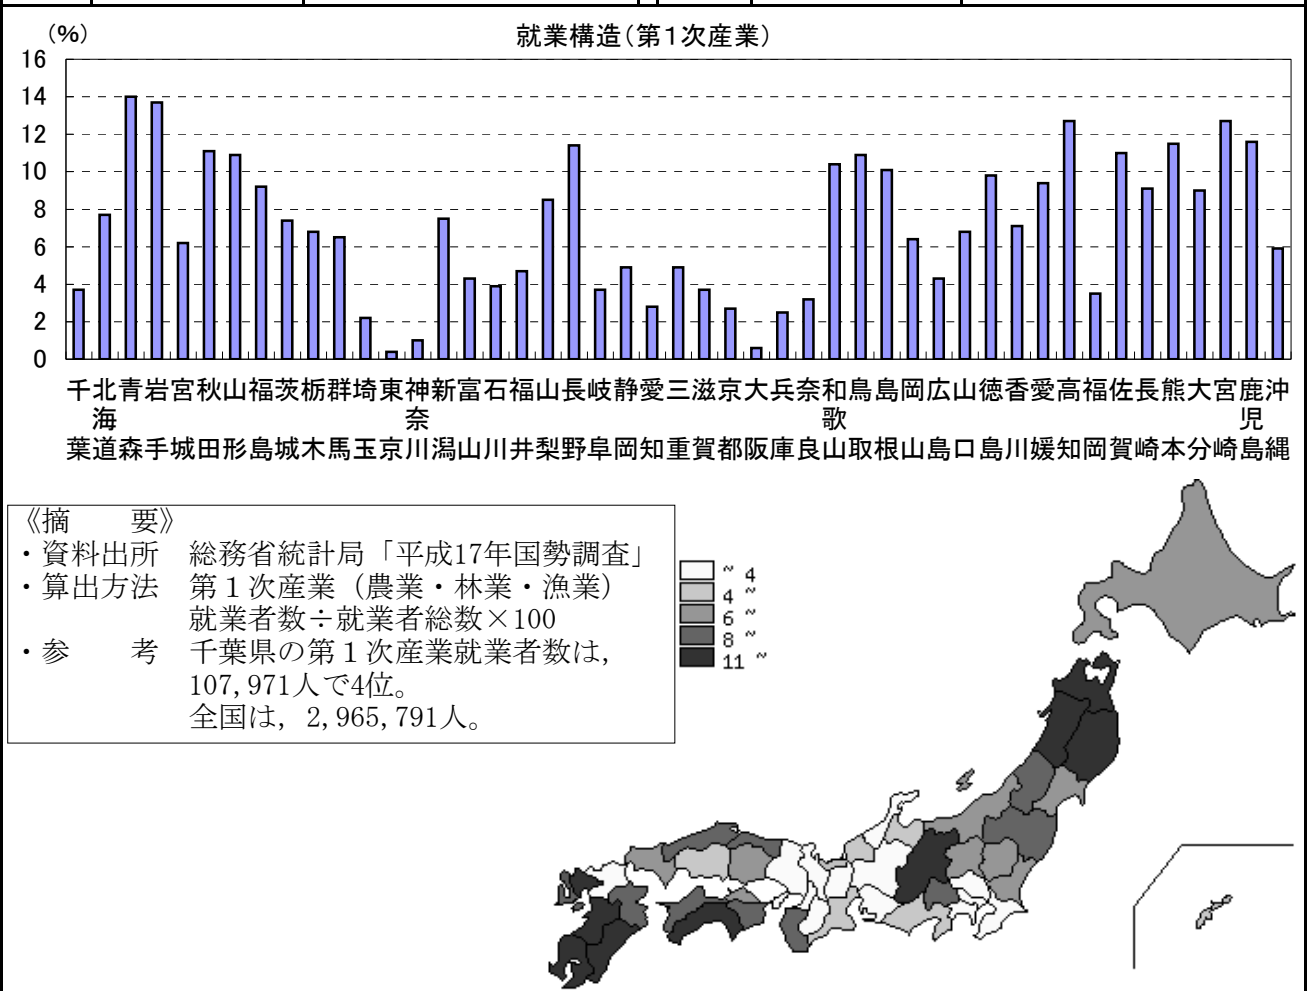 (%)
就業構造(第1次産業)
16
14
12
10
8
6
4
2
0
千葉
北海道
青森
岩手
宮城
秋田
山形
福島
茨城
栃木
群馬
埼玉
東京
神奈川
新潟
富山
石川
福井
山梨
長野
岐阜
静岡
愛知
三重
滋賀
京都
大阪
兵庫
奈良
和歌山
鳥取
島根
岡山
広島
山口
徳島
香川
愛媛
高知
福岡
佐賀
長崎
熊本
大分
宮崎
鹿児島
沖縄
《摘　　要》
・資料出所　総務省統計局「平成17年国勢調査」
・算出方法　第１次産業（農業・林業・漁業）
就業者数÷就業者総数×100
・参　　考　千葉県の第１次産業就業者数は，
107,971人で4位。
全国は，2,965,791人。
~ 4
4 ~
6 ~
8 ~
11 ~